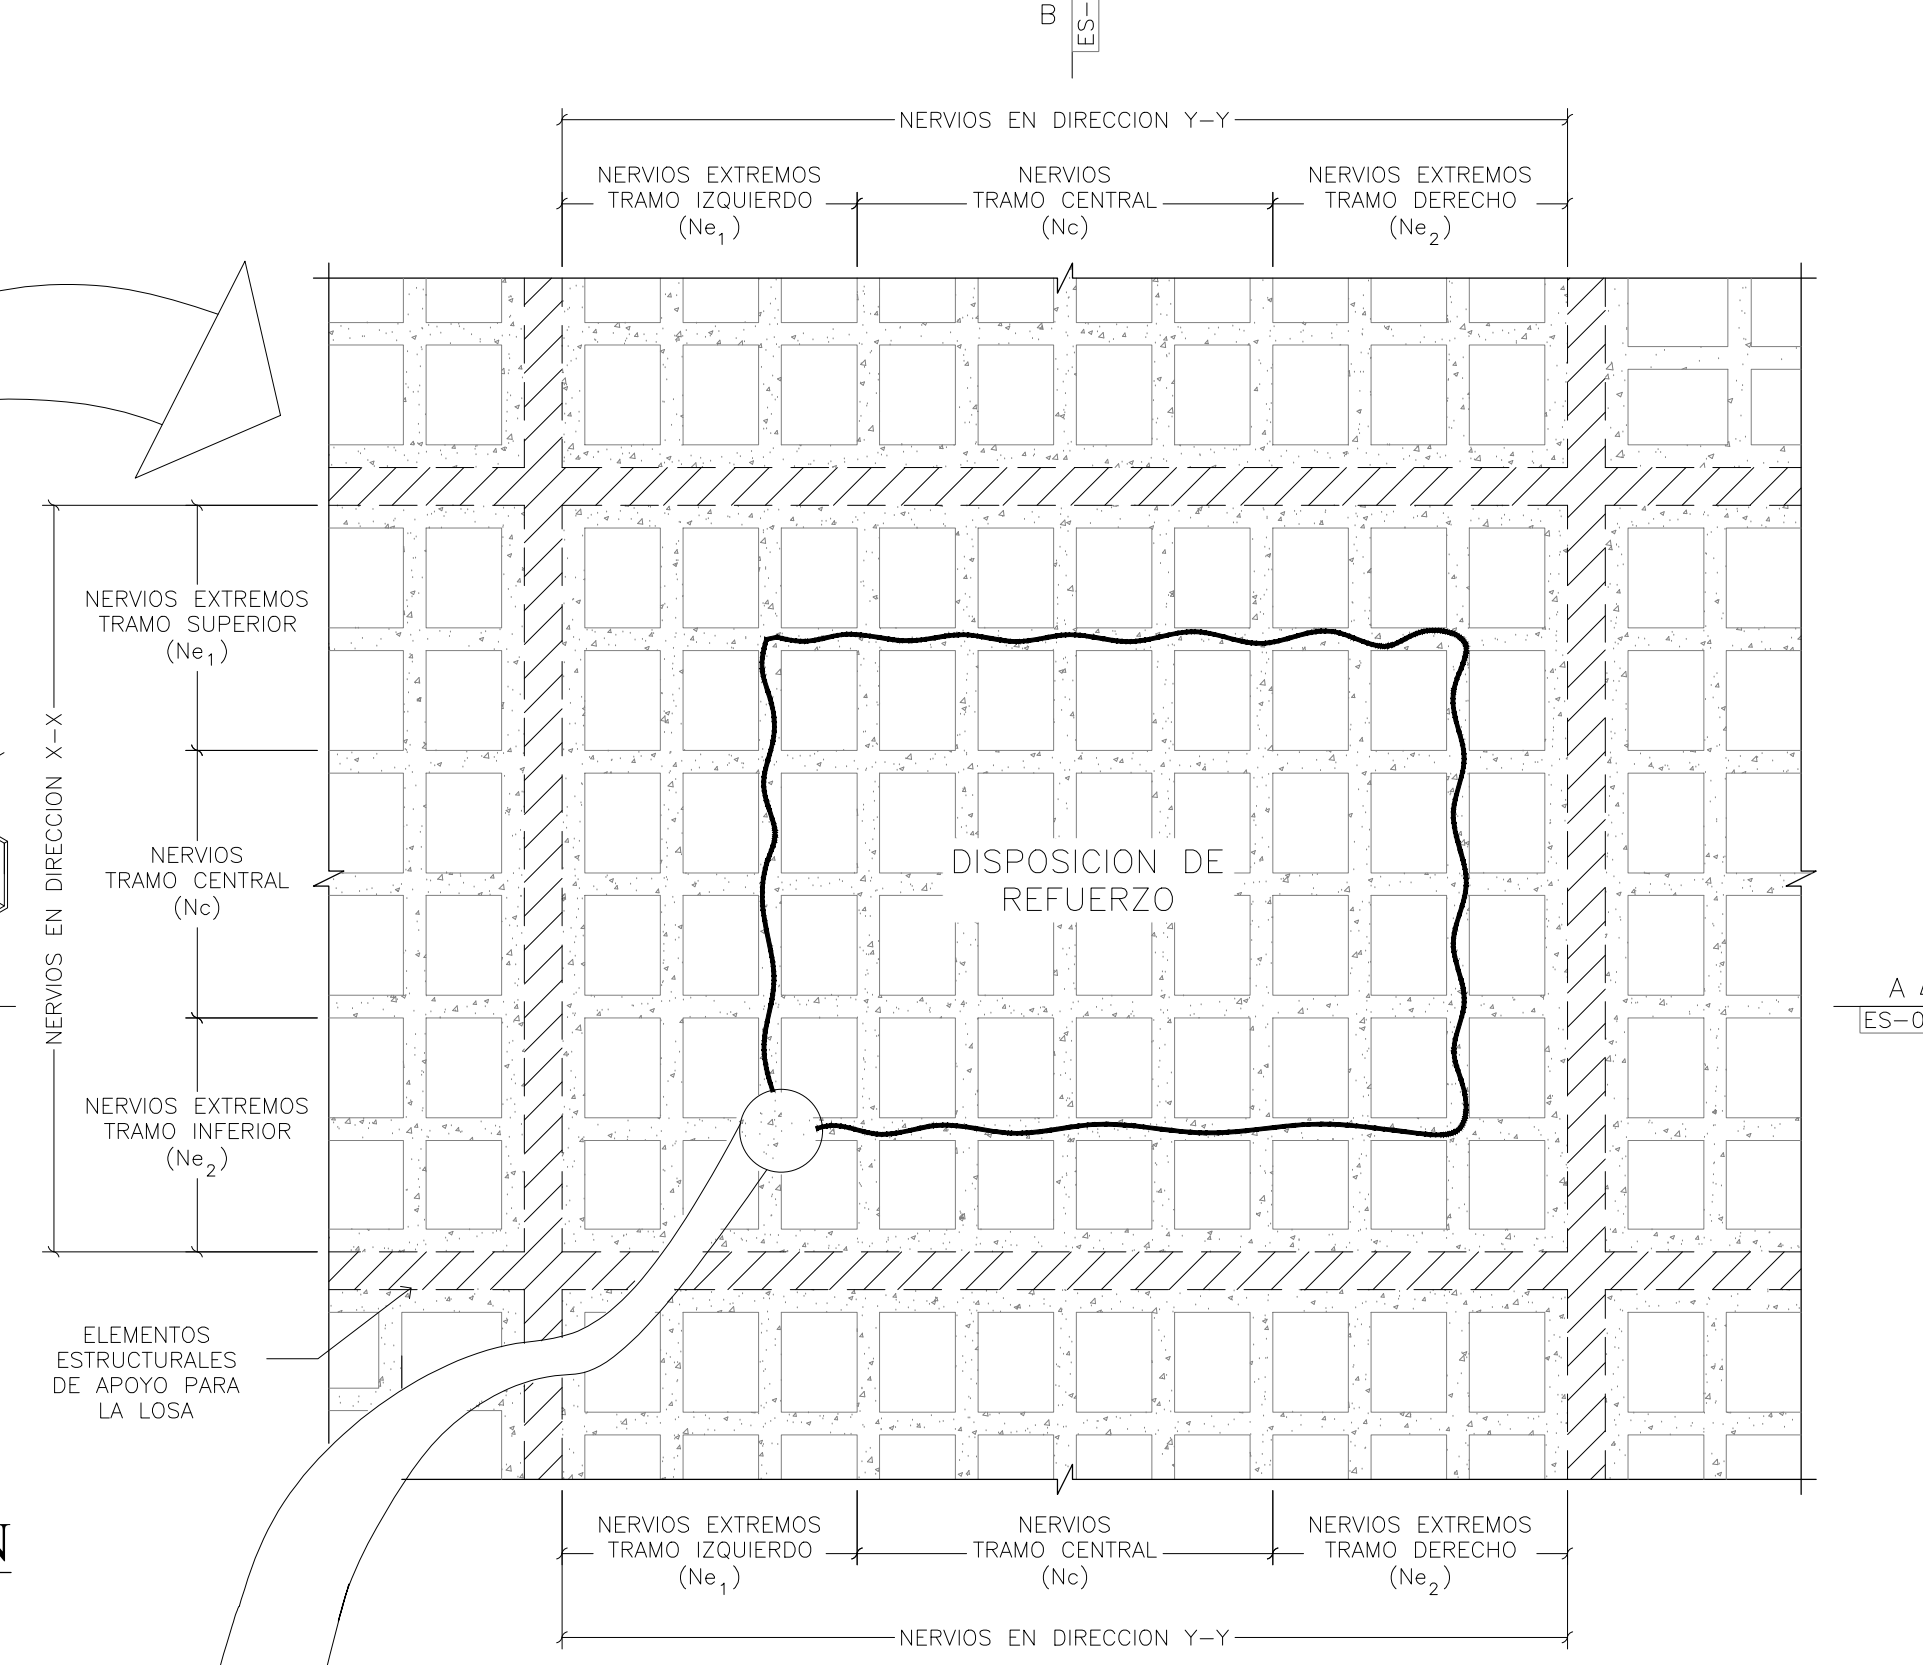 B
ES-
NERVIOS EN DIRECCION Y-Y
NERVIOS EXTREMOS
TRAMO IZQUIERDO
(Ne1)
NERVIOS
TRAMO CENTRAL
(Nc)
NERVIOS EXTREMOS
TRAMO DERECHO
(Ne2)
NERVIOS EN DIRECCION X-X
NERVIOS EXTREMOS
TRAMO SUPERIOR
(Ne1)
NERVIOS
TRAMO CENTRAL
(Nc)
NERVIOS EXTREMOS
TRAMO INFERIOR
(Ne2)
DISPOSICION DE
REFUERZO
A
ES-0
ELEMENTOS
ESTRUCTURALES
DE APOYO PARA
LA LOSA
N
NERVIOS EXTREMOS
TRAMO IZQUIERDO
(Ne1)
NERVIOS
TRAMO CENTRAL
(Nc)
NERVIOS EXTREMOS
TRAMO DERECHO
(Ne2)
NERVIOS EN DIRECCION Y-Y